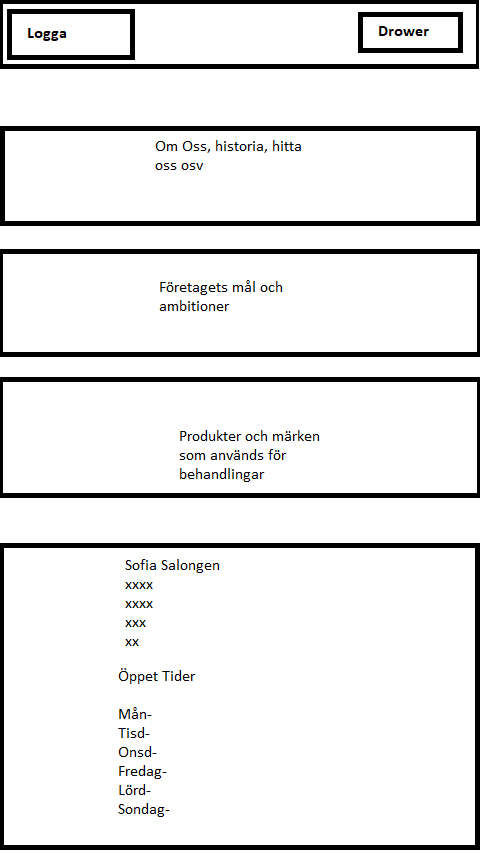 Logga
Drower
Om Oss, historia, hitta
oss osv
Företagets mål och
ambitioner
Produkter och märken
som används för
behandlingar
Sofia Salongen
xxxx
xxxx
xxx
xx
Öppet Tider
Mån-
Tisd-
Onsd-
Fredag-
Lörd-
Sondag-